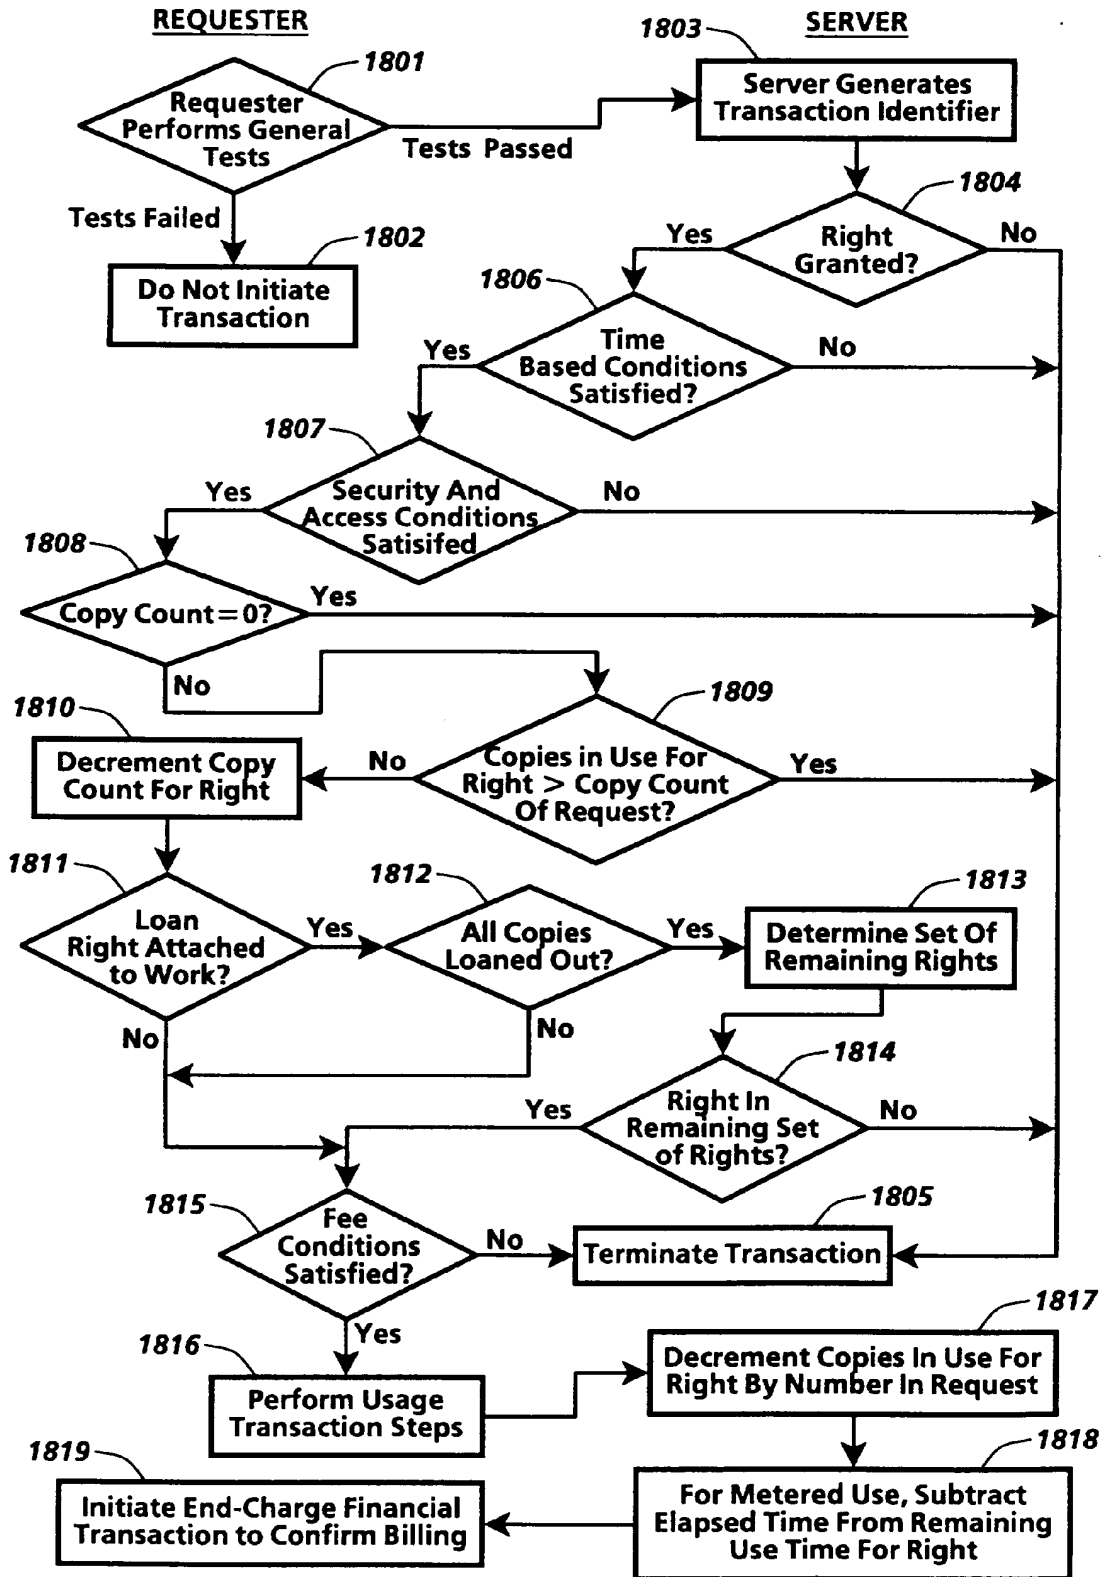 REQUESTER
SERVER
1801
1803
Requester
Performs General
Tests
Tests Passed
Server Generates
Transaction Identifier
Tests Failed
1802
Do Not Initiate
Transaction
1804
Right
Granted?
Yes
No
1806
Time
Based Conditions
Satisfied?
Yes
No
1807
Security And
Access Conditions
Satisifed
Yes
No
1808
Copy Count=0?
Yes
No
1809
Copies in Use For
Right > Copy Count
Of Request?
No
Yes
1810
Decrement Copy
Count For Right
1811
Loan
Right Attached
to Work?
Yes
No
1812
All Copies
Loaned Out?
Yes
No
1813
Determine Set Of
Remaining Rights
1814
Right In
Remaining Set
of Rights?
Yes
No
1815
Fee
Conditions
Satisfied?
No
Yes
1805
Terminate Transaction
1816
Perform Usage
Transaction Steps
1817
Decrement Copies In Use For
Right By Number In Request
1818
For Metered Use, Subtract
Elapsed Time From Remaining
Use Time For Right
1819
Initiate End-Charge Financial
Transaction to Confirm Billing